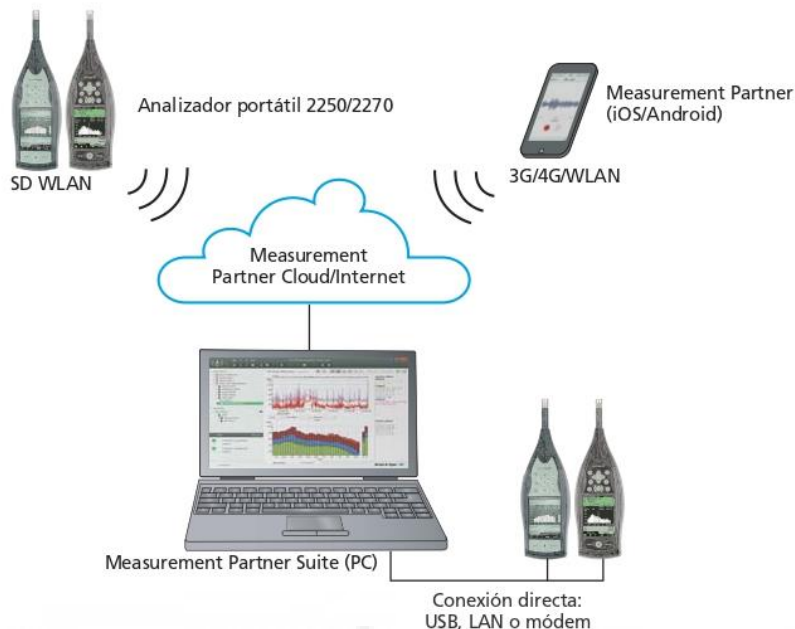 Analizador portátil 2250/2270
SD WLAN
Measurement Partner
(iOS/Android)
3G/4G/WLAN
Measurement
Partner Cloud/Internet
Measurement Partner Suite (PC)
Conexión directa:
USB, LAN o módem